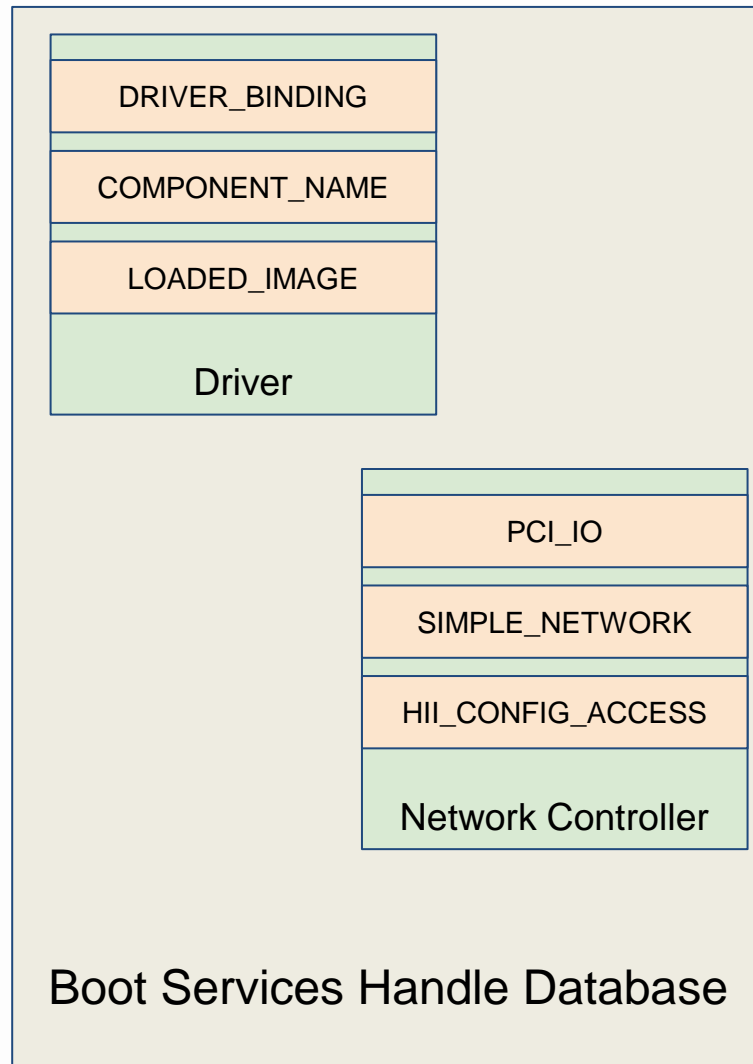 DRIVER_BINDING
COMPONENT_NAME
LOADED_IMAGE
Driver
PCI_IO
SIMPLE_NETWORK
HII_CONFIG_ACCESS
Network Controller
Boot Services Handle Database